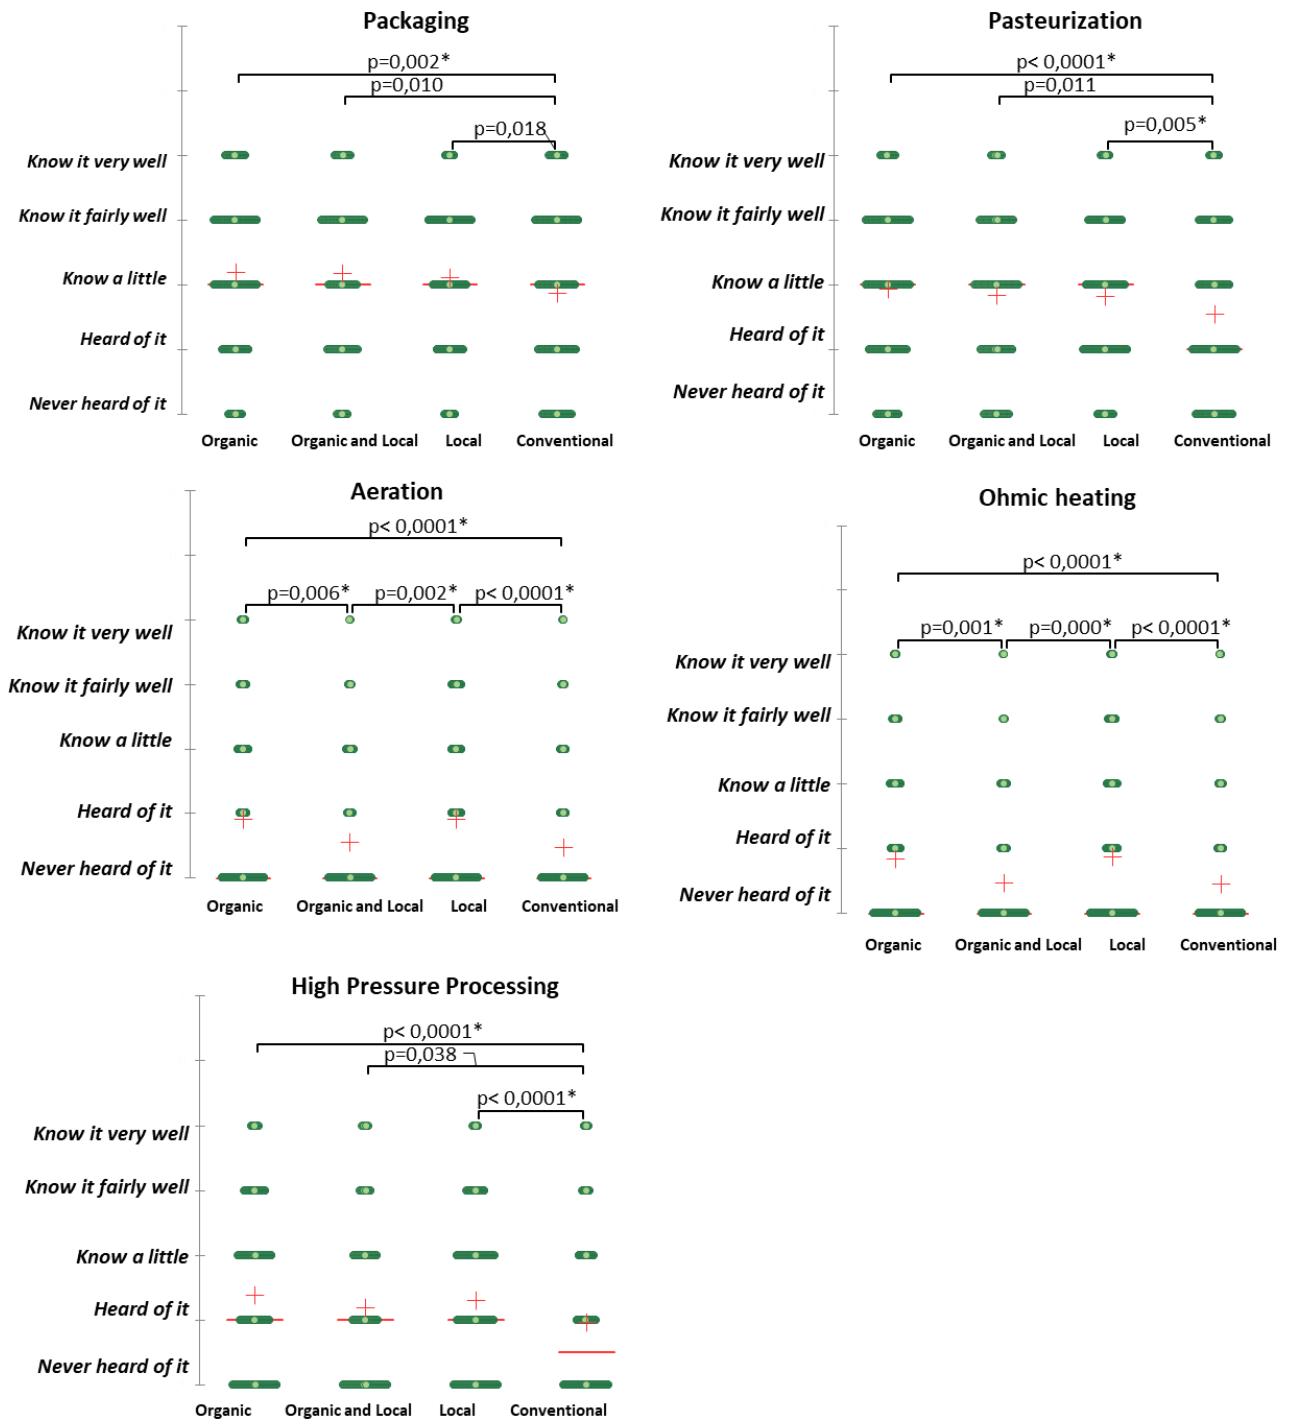 Packaging
p=0,002*
p=0,010
p=0,018
Know it very well
Know it fairly well
Know a little
Heard of it
Never heard of it
Organic Organic and Local Local Conventional
Pasteurization
p< 0,0001*
p=0,011
p=0,005*
Know it very well
Know it fairly well
Know a little
Heard of it
Never heard of it
Organic Organic and Local Local Conventional
Aeration
p< 0,0001*
p=0,006* p=0,002* p< 0,0001*
Know it very well
Know it fairly well
Know a little
Heard of it
Never heard of it
Organic Organic and Local Local Conventional
Ohmic heating
p< 0,0001*
p=0,001* p=0,000* p< 0,0001*
Know it very well
Know it fairly well
Know a little
Heard of it
Never heard of it
Organic Organic and Local Local Conventional
High Pressure Processing
p< 0,0001*
p=0,038
p< 0,0001*
Know it very well
Know it fairly well
Know a little
Heard of it
Never heard of it
Organic Organic and Local Local Conventional